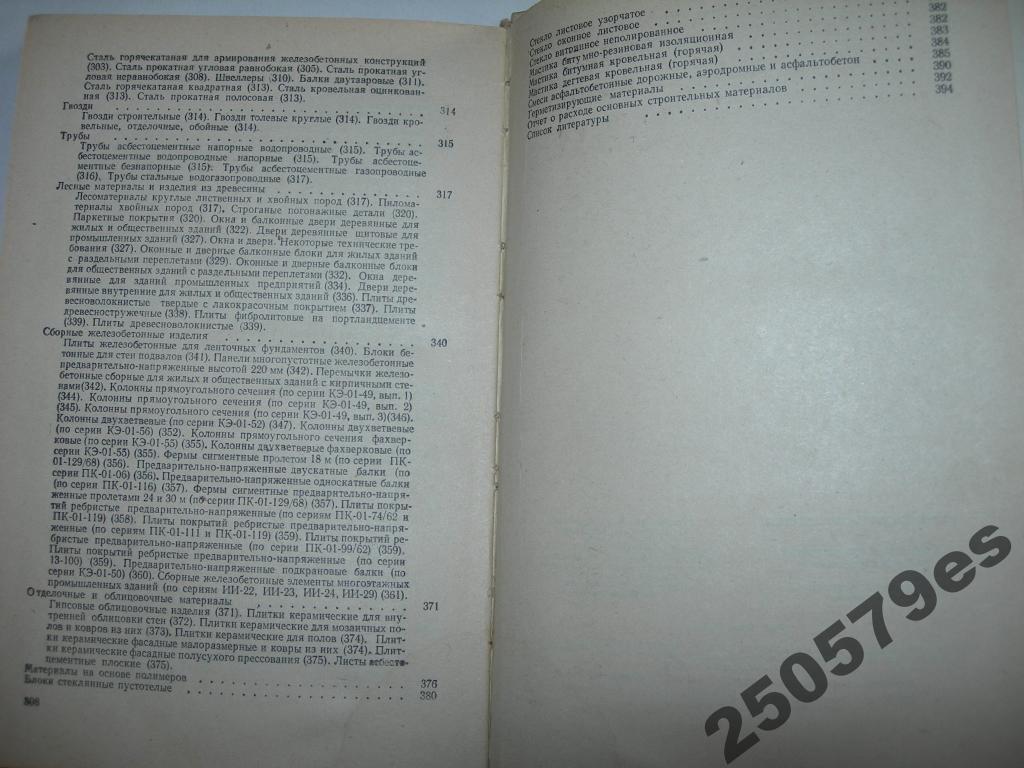 Сталь горячекатаная для армирования железобетонных конструкций
(303). Сталь прокатная угловая равнобокая (305). Сталь прокатная уг-
ловая неравнобокая (308). Швеллеры (310). Балки двутавровые (311).
Сталь горячекатаная квадратная (313). Сталь кровельная оцинкован-
ная (313). Сталь прокатная полосовая (313).
Гвозди 314
Гвозди строительные (314). Гвозди толевые круглые (314). Гвозди кро-
вельные, отделочные, обойные (314).
Трубы 315
Трубы асбестоцементные напорные водопроводные (315). Трубы ас-
бестоцементные водопроводные напорные (315). Трубы асбестоце-
ментные безнапорные (315). Трубы асбестоцементные газопроводные
(316). Трубы стальные водогазопроводные (317).
Лесные материалы и изделия из древесины 317
Лесоматериалы круглые лиственных и хвойных пород (317). Пилома-
териалы хвойных пород (317). Строганые погонажные детали (320).
Паркетные покрытия (320). Окна и балконные двери деревянные для
жилых и общественных зданий (322). Двери деревянные щитовые для
промышленных зданий (327). Окна и двери. Некоторые технические тре-
бования (327). Оконные и дверные балконные блоки для жилых зданий
с раздельными переплетами (329). Оконные и дверные балконные блоки
для общественных зданий с раздельными переплетами (332). Окна дере-
вянные для зданий промышленных предприятий (334). Двери дере-
вянные внутренние для жилых и общественных зданий (336). Плиты дре-
весноволокнистые твердые с лакокрасочным покрытием (337). Плиты
древесностружечные (338). Плиты фибролитовые на портландцементе
(339). Плиты древесноволокнистые (339).
Сборные железобетонные изделия 340
Плиты железобетонные для ленточных фундаментов (340). Блоки бе-
тонные для стен подвалов (341). Панели многопустотные железобетонные
предварительно-напряженные высотой 220 мм (342). Перемычки железо-
бетонные сборные для жилых и общественных зданий с кирпичными сте-
нами(342). Колонны прямоугольного сечения (по серии КЭ-01-49, вып. 1)
(344). Колонны прямоугольного сечения (по серии КЭ-01-49, вып. 2)
(345). Колонны прямоугольного сечения (по серии КЭ-01-49, вып. 3)(346).
Колонны двухветвевые (по серии КЭ-01-52) (347). Колонны двухветвевые
(по серии КЭ-01-56) (352). Колонны прямоугольного сечения фахвер-
ковые (по серии КЭ-01-55) (355). Колонны двухветвевые фахверковые (по
серии КЭ-01-55) (355). Фермы сигментные пролетом 18 м (по серии ПК-
01-129/68) (356). Предварительно-напряженные двускатные балки (по
серии ПК-01-06) (356). Предварительно-напряженные односкатные балки
(по серии ПК-01-116) (357). Фермы сигментные предварительно-напря-
женные пролетами 24 и 30 м (по серии ПК-01-129/68) (357). Плиты покры-
тий ребристые предварительно-напряженные (по сериям ПК-01-74/62 и
ПК-01-119) (358). Плиты покрытий ребристые предварительно-напря-
женные (по сериям ПК-01-111 и ПК-01-119) (359). Плиты покрытий ре-
бристые предварительно-напряженные (по серии ПК-01-99/62) (359).
Плиты покрытий ребристые предварительно-напряженные (по серии
13-100) (359). Предварительно-напряженные подкрановые балки (по
серии КЭ-01-50) (360). Сборные железобетонные элементы многоэтажных
промышленных зданий (по сериям ИИ-22, ИИ-23, ИИ-24, ИИ-29) (361).
Отделочные и облицовочные материалы 371
Гипсовые облицовочные изделия (371). Плитки керамические для вну-
тренней облицовки стен (372). Плитки керамические для мозаичных по-
лов и ковров из них (373). Плитки керамические для полов (374). Плит-
ки керамические фасадные малоразмерные и ковры из них (374). Плит-
ки керамические фасадные полусухого прессования (375). Листы асбесто-
цементные плоские (375).
Материалы на основе полимеров 376
Блоки стеклянные пустотелые 380
398
Стекло листовое узорчатое 382
Стекло оконное листовое 382
Стекло витринное неполированное 383
Мастика битумно-резиновая изоляционная 384
Мастика битумная кровельная (горячая) 385
Мастика дегтевая кровельная (горячая)
Смеси асфальтобетонные дорожные, аэродромные и асфальтобетон 390
Герметизирующие материалы 392
Отчет о расходе основных строительных материалов 394
Список литературы
250579es